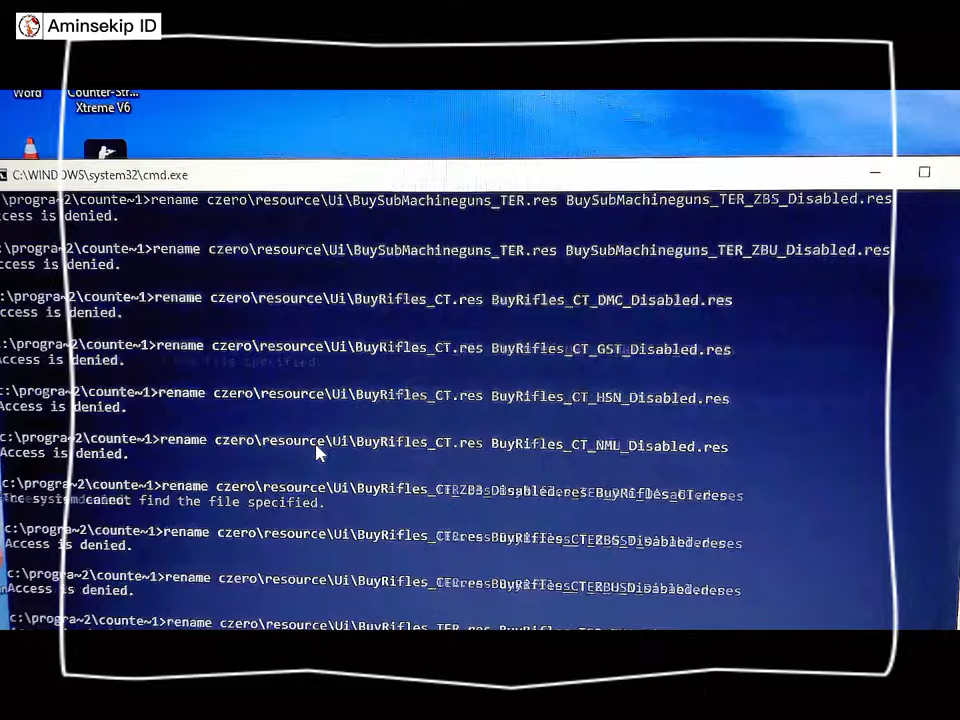 Aminsekip ID
Word
Counter-Str...
Xtreme V6
C:\WINDOWS\system32\cmd.exe
:\progra~2\counte~1>rename czero\resource\Ui\BuySubMachineguns_TER.res BuySubMachineguns_TER_ZBS_Disabled.res
ccess is denied.
:\progra~2\counte~1>rename czero\resource\Ui\BuySubMachineguns_TER.res BuySubMachineguns_TER_ZBU_Disabled.res
ccess is denied.
:\progra~2\counte~1>rename czero\resource\Ui\BuyRifles_CT.res BuyRifles_CT_DMC_Disabled.res
ccess is denied.
:\progra~2\counte~1>rename czero\resource\Ui\BuyRifles_CT.res BuyRifles_CT_GST_Disabled.res
ccess is denied.
c:\progra~2\counte~1>rename czero\resource\Ui\BuyRifles_CT.res BuyRifles_CT_HSN_Disabled.res
Access is denied.
c:\progra~2\counte~1>rename czero\resource\Ui\BuyRifles_CT.res BuyRifles_CT_NMU_Disabled.res
Access is denied.
c:\progra~2\counte~1>rename czero\resource\Ui\
The system cannot find the file specified.
c:\progra~2\counte~1>rename czero\resource\Ui\
Access is denied.
c:\progra~2\counte~1>rename czero\resource\Ui\
Access is denied.
c:\progra~2\counte~1>rename czero\resource\Ui\BuyRifles_TER.res